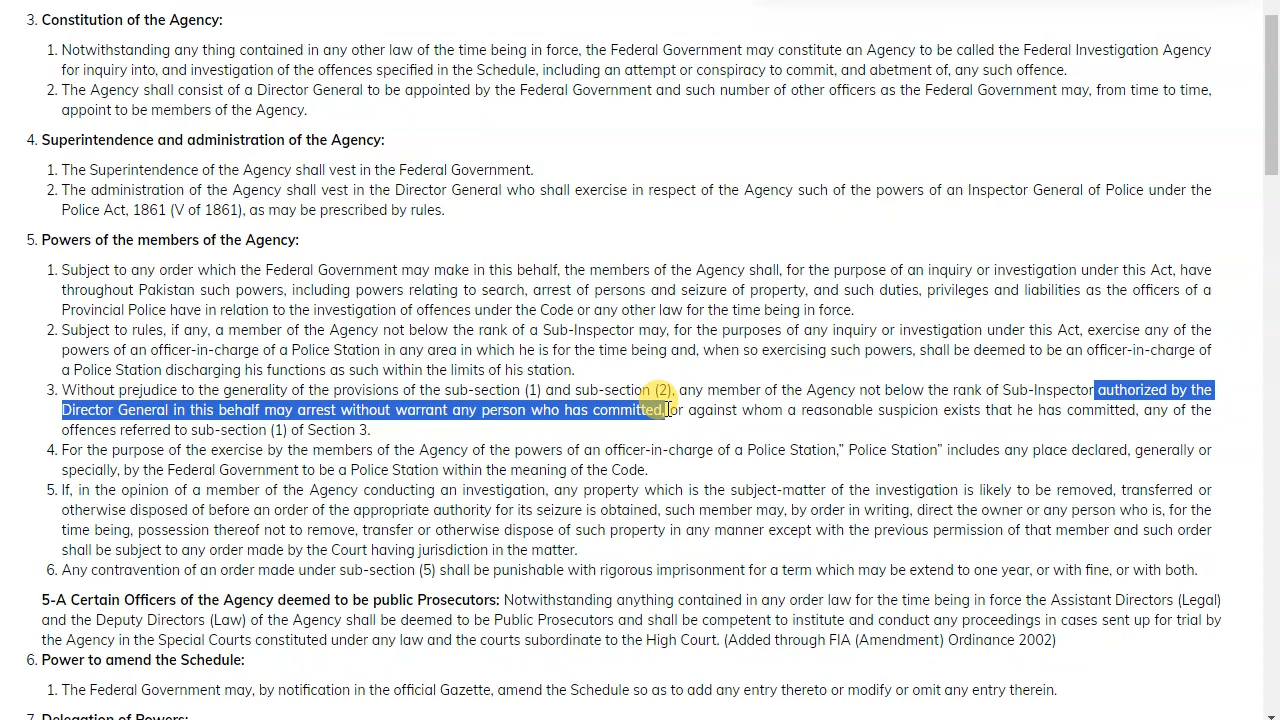 3. Constitution of the Agency:
1. Notwithstanding any thing contained in any other law of the time being in force, the Federal Government may constitute an Agency to be called the Federal Investigation Agency
for inquiry into, and investigation of the offences specified in the Schedule, including an attempt or conspiracy to commit, and abetment of, any such offence.
2. The Agency shall consist of a Director General to be appointed by the Federal Government and such number of other officers as the Federal Government may, from time to time,
appoint to be members of the Agency.
4. Superintendence and administration of the Agency:
1. The Superintendence of the Agency shall vest in the Federal Government.
2. The administration of the Agency shall vest in the Director General who shall exercise in respect of the Agency such of the powers of an Inspector General of Police under the
Police Act, 1861 (V of 1861), as may be prescribed by rules.
5. Powers of the members of the Agency:
1. Subject to any order which the Federal Government may make in this behalf, the members of the Agency shall, for the purpose of an inquiry or investigation under this Act, have
throughout Pakistan such powers, including powers relating to search, arrest of persons and seizure of property, and such duties, privileges and liabilities as the officers of a
Provincial Police have in relation to the investigation of offences under the Code or any other law for the time being in force.
2. Subject to rules, if any, a member of the Agency not below the rank of a Sub-Inspector may, for the purposes of any inquiry or investigation under this Act, exercise any of the
powers of an officer-in-charge of a Police Station in any area in which he is for the time being and, when so exercising such powers, shall be deemed to be an officer-in-charge of
a Police Station discharging his functions as such within the limits of his station.
3. Without prejudice to the generality of the provisions of the sub-section (1) and sub-section (2), any member of the Agency not below the rank of Sub-Inspector authorized by the
Director General in this behalf may arrest without warrant any person who has committed, or against whom a reasonable suspicion exists that he has committed, any of the
offences referred to subsection (1) of Section 3.
4. For the purpose of the exercise by the members of the Agency of the powers of an officer-in-charge of a Police Station,” Police Station” includes any place declared, generally or
specially, by the Federal Government to be a Police Station within the meaning of the Code.
5. If, in the opinion of a member of the Agency conducting an investigation, any property which is the subject-matter of the investigation is likely to be removed, transferred or
otherwise disposed of before an order of the appropriate authority for its seizure is obtained, such member may, by order in writing, direct the owner or any person who is, for the
time being, possession thereof not to remove, transfer or otherwise dispose of such property in any manner except with the previous permission of that member and such order
shall be subject to any order made by the Court having jurisdiction in the matter.
6. Any contravention of an order made under sub-section (5) shall be punishable with rigorous imprisonment for a term which may be extend to one year, or with fine, or with both.
5-A Certain Officers of the Agency deemed to be public Prosecutors: Notwithstanding anything contained in any order law for the time being in force the Assistant Directors (Legal)
and the Deputy Directors (Law) of the Agency shall be deemed to be Public Prosecutors and shall be competent to institute and conduct any proceedings in cases sent up for trial by
the Agency in the Special Courts constituted under any law and the courts subordinate to the High Court. (Added through FIA (Amendment) Ordinance 2002)
6. Power to amend the Schedule:
1. The Federal Government may, by notification in the official Gazette, amend the Schedule so as to add any entry thereto or modify or omit any entry therein.
7. Delegation of Powers: